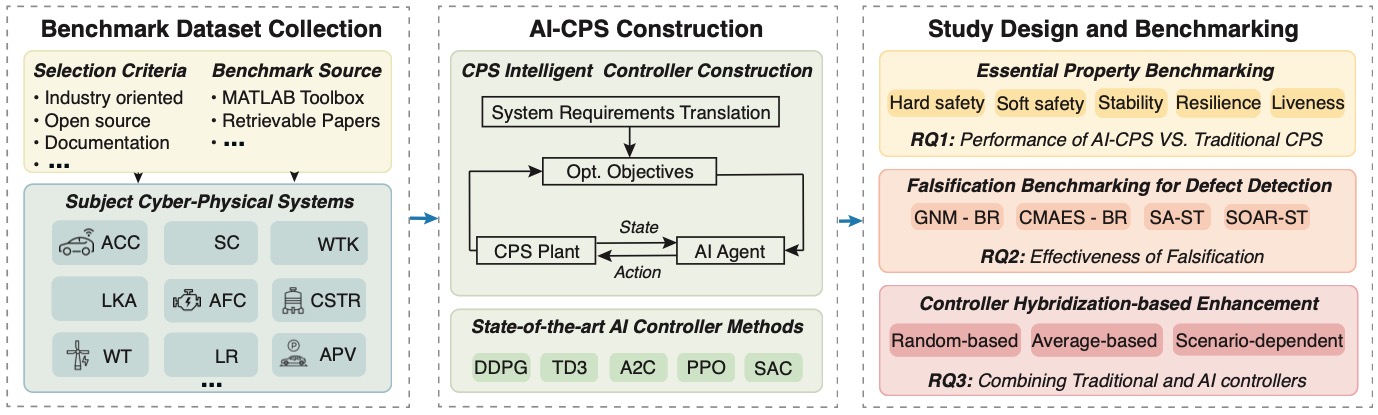 Benchmark Dataset Collection
Selection Criteria
• Industry oriented
• Open source
• Documentation
• ...
Benchmark Source
• MATLAB Toolbox
• Retrievable Papers
• ...
Subject Cyber-Physical Systems
ACC
SC
WTK
LKA
AFC
CSTR
WT
LR
P
APV
...
AI-CPS Construction
CPS Intelligent Controller Construction
System Requirements Translation
Opt. Objectives
State
CPS Plant
AI Agent
Action
State-of-the-art AI Controller Methods
DDPG
TD3
A2C
PPO
SAC
Study Design and Benchmarking
Essential Property Benchmarking
Hard safety
Soft safety
Stability
Resilience
Liveness
RQ1: Performance of AI-CPS VS. Traditional CPS
Falsification Benchmarking for Defect Detection
GNM - BR
CMAES - BR
SA-ST
SOAR-ST
RQ2: Effectiveness of Falsification
Controller Hybridization-based Enhancement
Random-based
Average-based
Scenario-dependent
RQ3: Combining Traditional and AI controllers